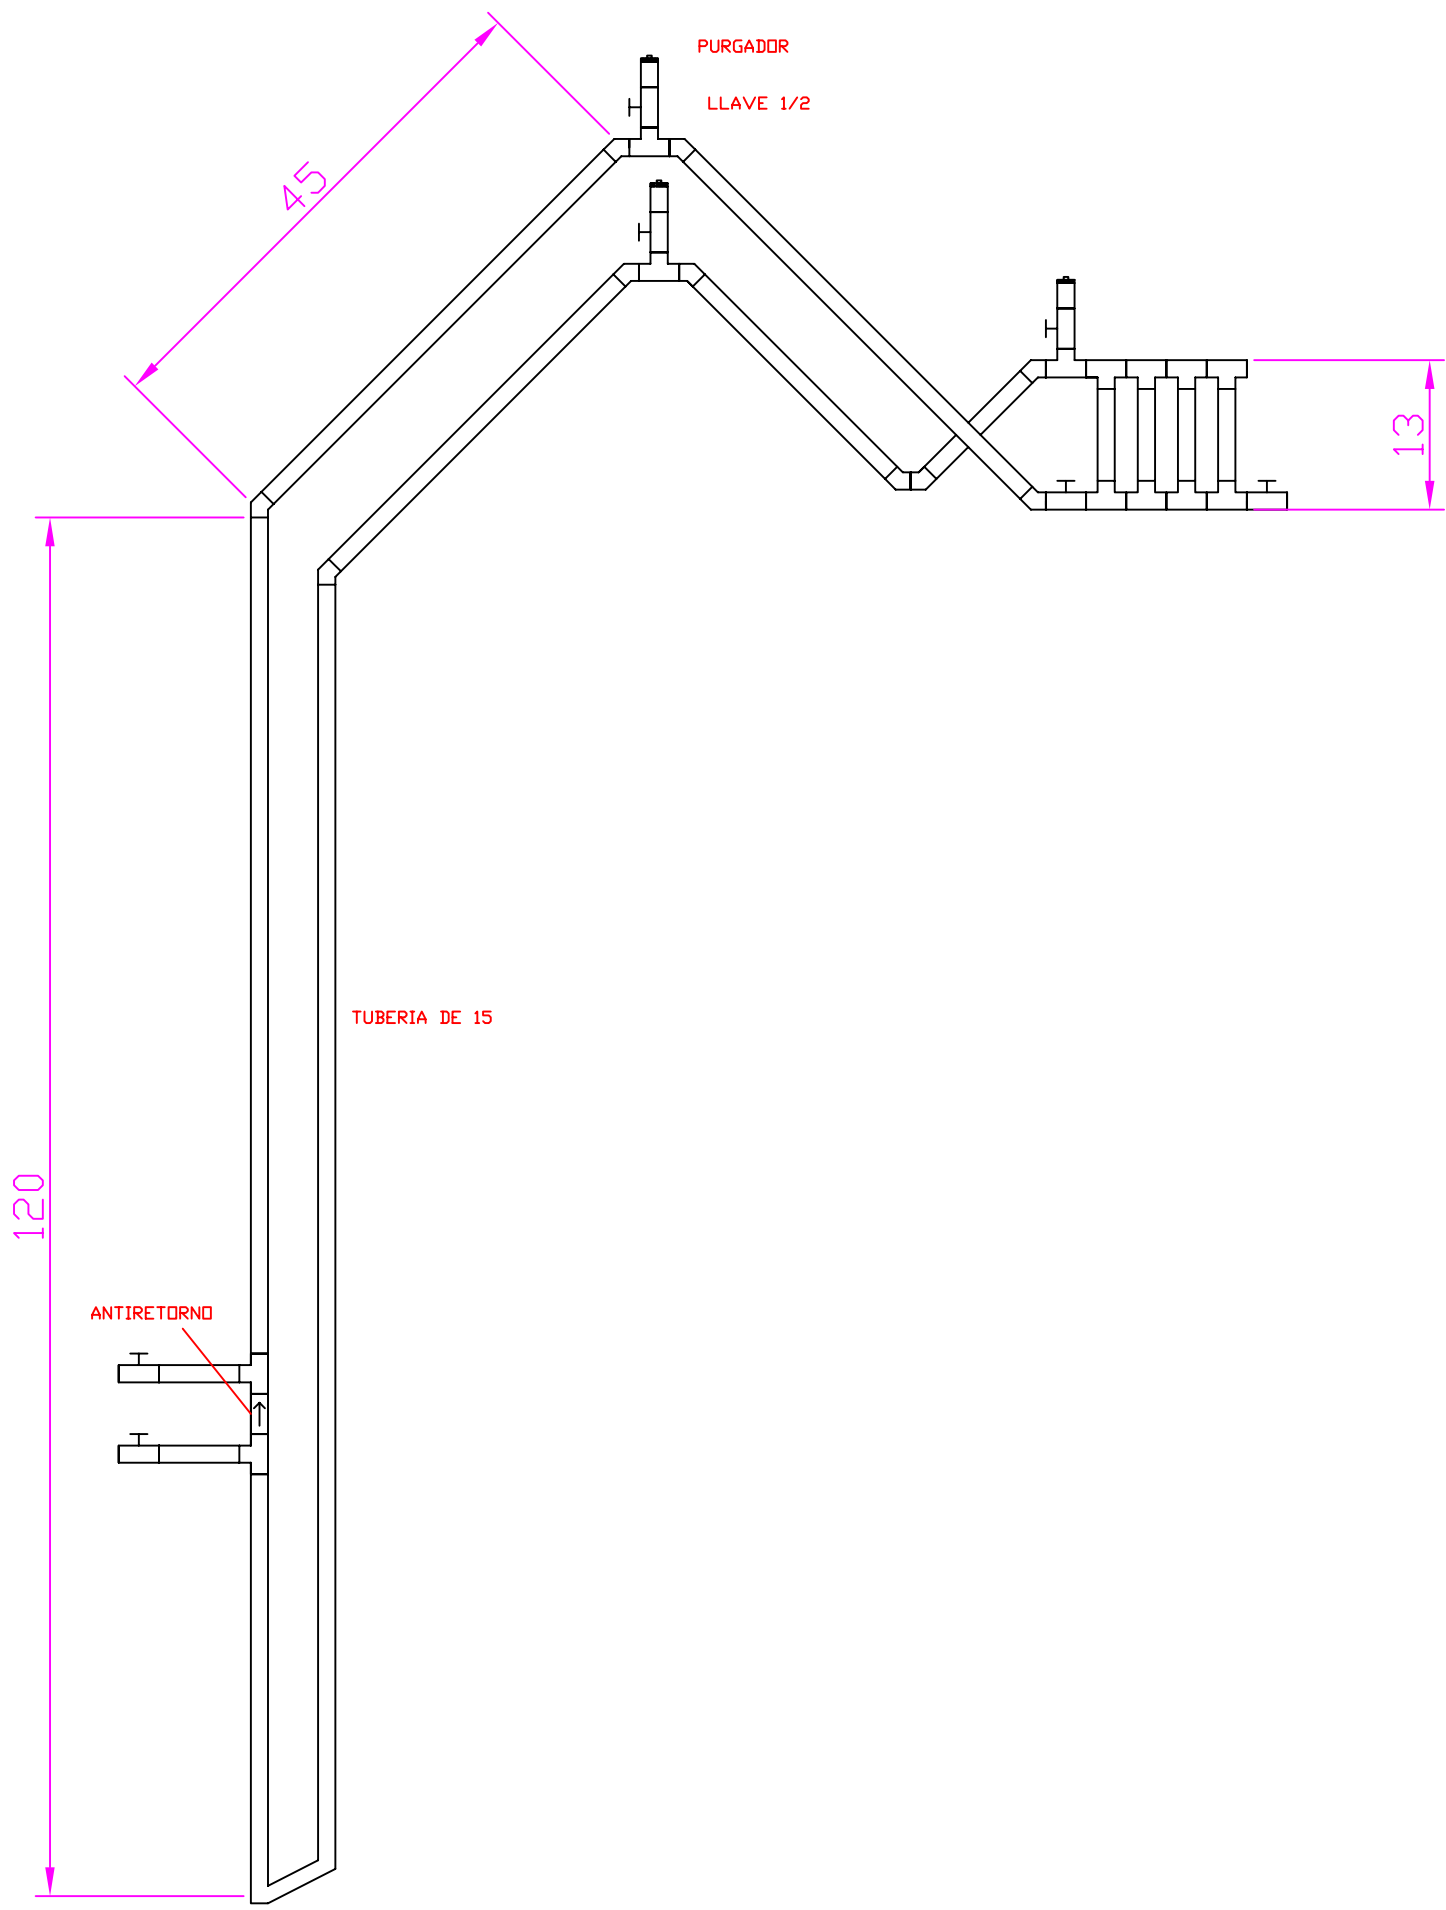 PURGADOR
LLAVE 1/2
45
13
TUBERIA DE 15
120
ANTIRETORNO